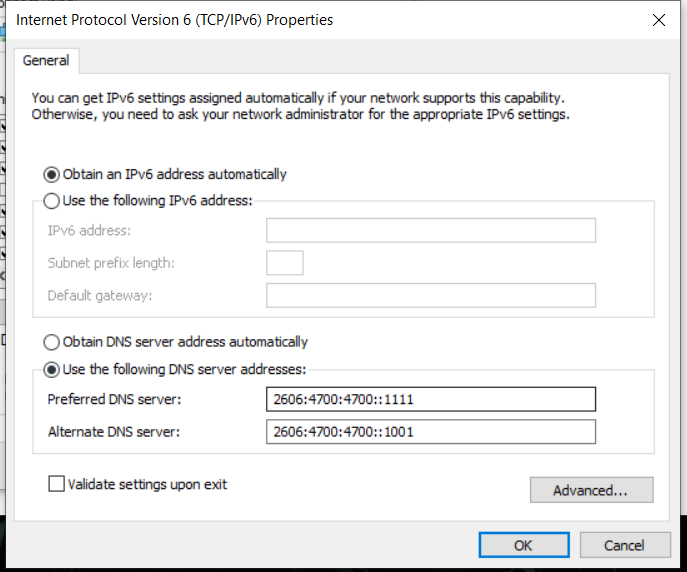 Internet Protocol Version 6 (TCP/IPv6) Properties
General
You can get IPv6 settings assigned automatically if your network supports this capability.
Otherwise, you need to ask your network administrator for the appropriate IPv6 settings.
Obtain an IPv6 address automatically
Use the following IPv6 address:
IPv6 address:
Subnet prefix length:
Default gateway:
Obtain DNS server address automatically
Use the following DNS server addresses:
Preferred DNS server:
2606:4700:4700::1111
Alternate DNS server:
2606:4700:4700::1001
Validate settings upon exit
Advanced...
OK
Cancel